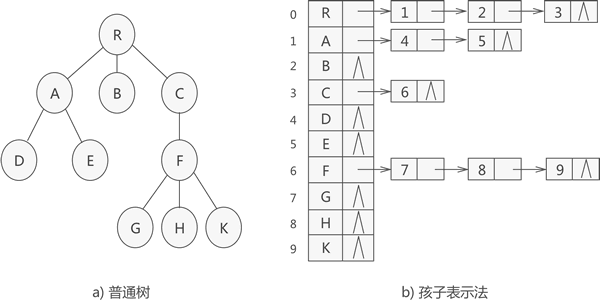 R
A
B
C
D
E
F
G
H
K
a) 普通树
0 R 1 2 3 ⋀
1 A 4 5 ⋀
2 B ⋀
3 C 6 ⋀
4 D ⋀
5 E ⋀
6 F 7 8 9 ⋀
7 G ⋀
8 H ⋀
9 K ⋀
b) 孩子表示法